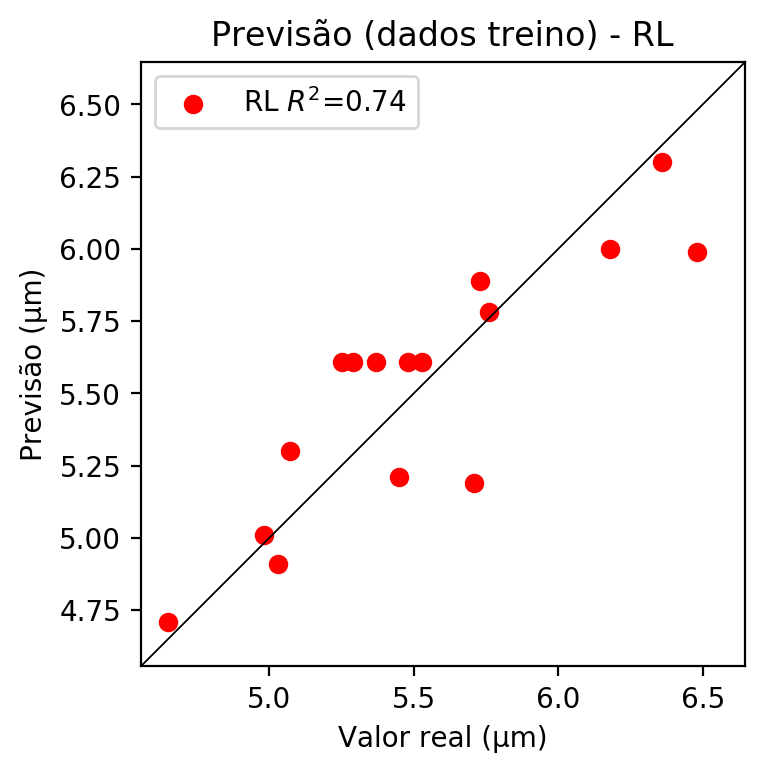 Previsão (dados treino) - RL
RL R²=0.74
6.50
6.25
6.00
5.75
5.50
5.25
5.00
4.75
Previsão (μm)
5.0 5.5 6.0 6.5
Valor real (μm)